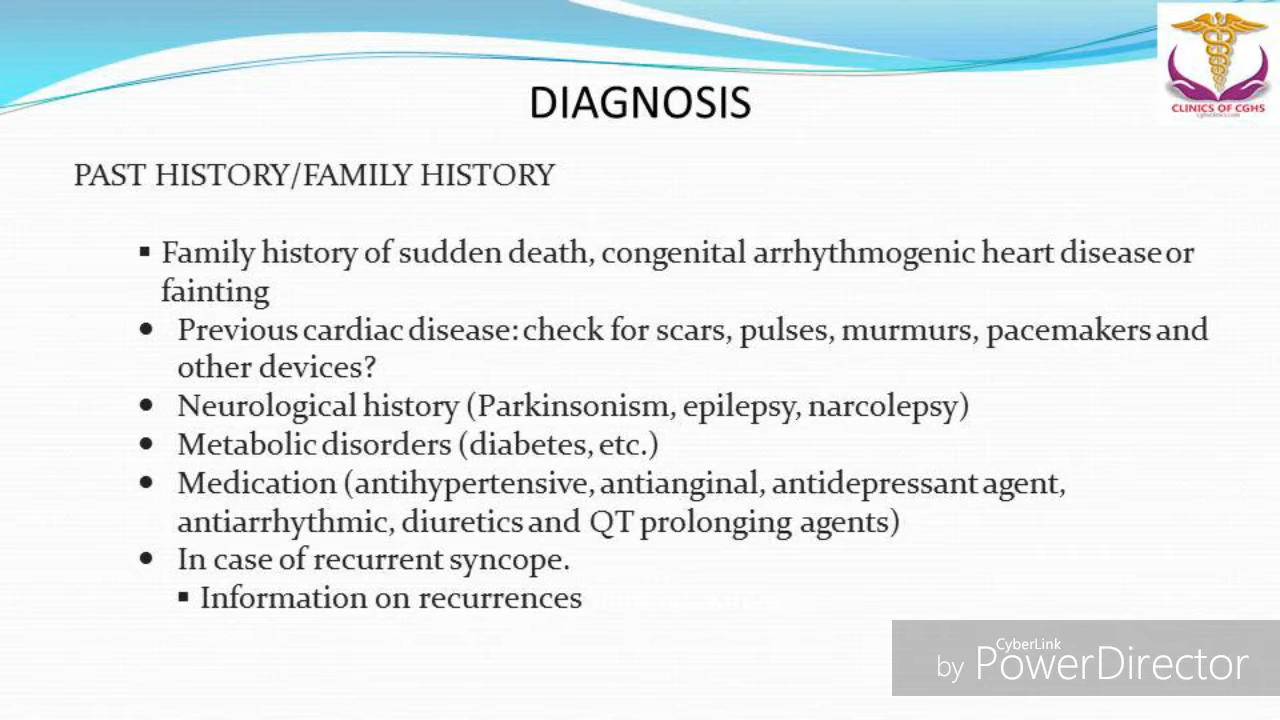 CLINICS OF CGHS
DIAGNOSIS
PAST HISTORY/FAMILY HISTORY
▪ Family history of sudden death, congenital arrhythmogenic heart disease or
fainting
• Previous cardiac disease: check for scars, pulses, murmurs, pacemakers and
other devices?
• Neurological history (Parkinsonism, epilepsy, narcolepsy)
• Metabolic disorders (diabetes, etc.)
• Medication (antihypertensive, antianginal, antidepressant agent,
antiarrhythmic, diuretics and QT prolonging agents)
• In case of recurrent syncope.
▪ Information on recurrences
CyberLink
by PowerDirector